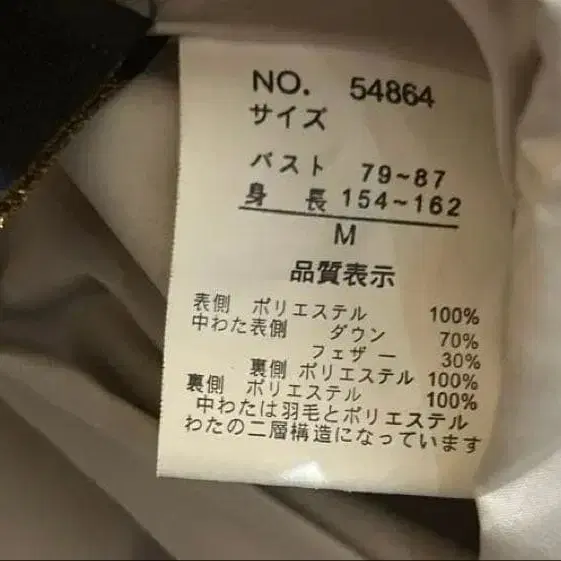 NO. 54864
サイズ
バスト 79~87
身 長 154~162
M
品質表示
表側 ポリエステル 100%
中わた表側 ダウン 70%
フェザー 30%
裏側 ポリエステル 100%
裏側 ポリエステル 100%
中わたは羽毛とポリエステル
わたの二層構造になっています